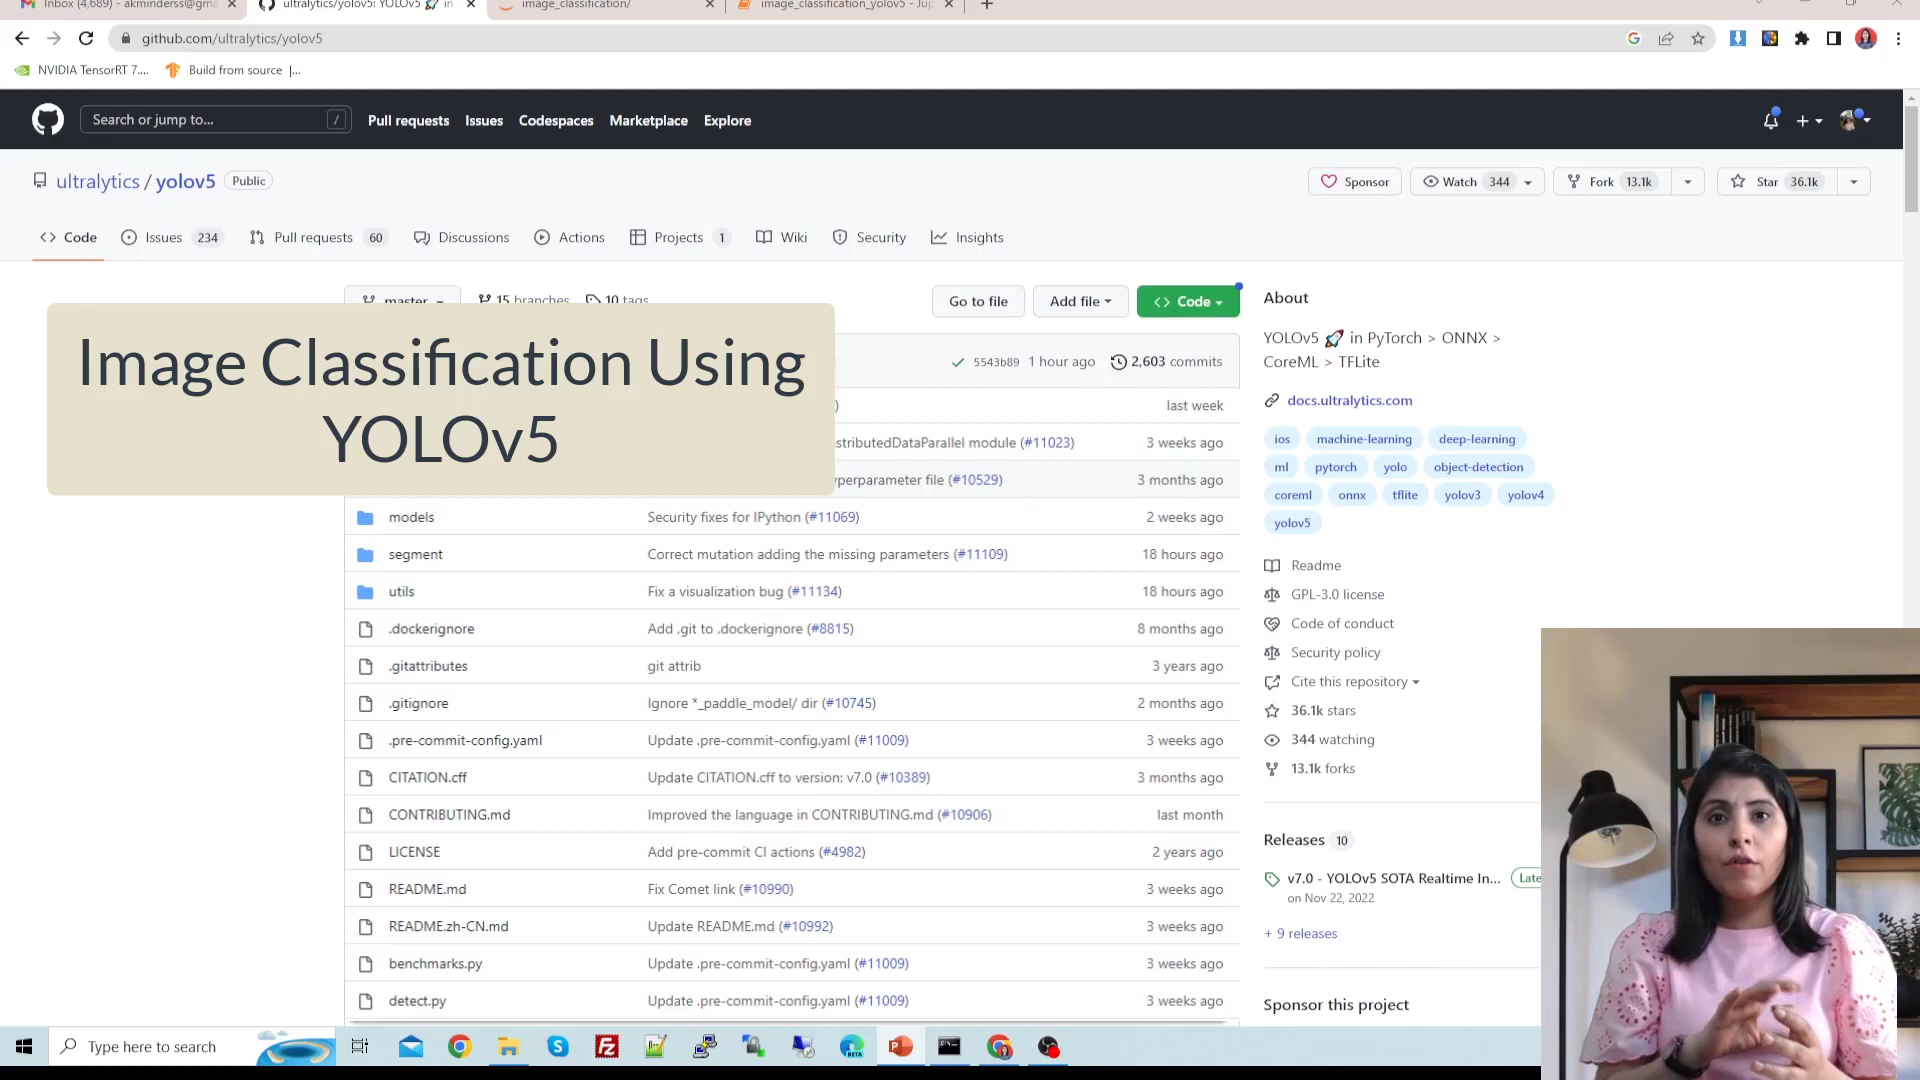 Inbox (4,689) - akminderss@gma
ultralytics/yolov5: YOLOv5 🚀 in
image_classification/
image_classification_yolov5 - Jup
github.com/ultralytics/yolov5
NVIDIA TensorRT 7....
Build from source |...
Search or jump to... /
Pull requests
Issues
Codespaces
Marketplace
Explore
ultralytics / yolov5 Public
Sponsor
Watch 344
Fork 13.1k
Star 36.1k
Code
Issues 234
Pull requests 60
Discussions
Actions
Projects 1
Wiki
Security
Insights
master
15 branches
10 tags
Go to file
Add file
Code
Image Classification Using
YOLOv5
5543b89 1 hour ago 2,603 commits
) last week
stributedDataParallel module (#11023) 3 weeks ago
yperparameter file (#10529) 3 months ago
models Security fixes for IPython (#11069) 2 weeks ago
segment Correct mutation adding the missing parameters (#11109) 18 hours ago
utils Fix a visualization bug (#11134) 18 hours ago
.dockerignore Add .git to .dockerignore (#8815) 8 months ago
.gitattributes git attrib 3 years ago
.gitignore Ignore *_paddle_model/ dir (#10745) 2 months ago
.pre-commit-config.yaml Update .pre-commit-config.yaml (#11009) 3 weeks ago
CITATION.cff Update CITATION.cff to version: v7.0 (#10389) 3 months ago
CONTRIBUTING.md Improved the language in CONTRIBUTING.md (#10906) last month
LICENSE Add pre-commit CI actions (#4982) 2 years ago
README.md Fix Comet link (#10990) 3 weeks ago
README.zh-CN.md Update README.md (#10992) 3 weeks ago
benchmarks.py Update .pre-commit-config.yaml (#11009) 3 weeks ago
detect.py Update .pre-commit-config.yaml (#11009) 3 weeks ago
About
YOLOv5 🚀 in PyTorch > ONNX >
CoreML > TFLite
docs.ultralytics.com
ios machine-learning deep-learning
ml pytorch yolo object-detection
coreml onnx tflite yolov3 yolov4
yolov5
Readme
GPL-3.0 license
Code of conduct
Security policy
Cite this repository
36.1k stars
344 watching
13.1k forks
Releases 10
v7.0 - YOLOv5 SOTA Realtime In... Late
on Nov 22, 2022
+ 9 releases
Sponsor this project
Type here to search
BETA